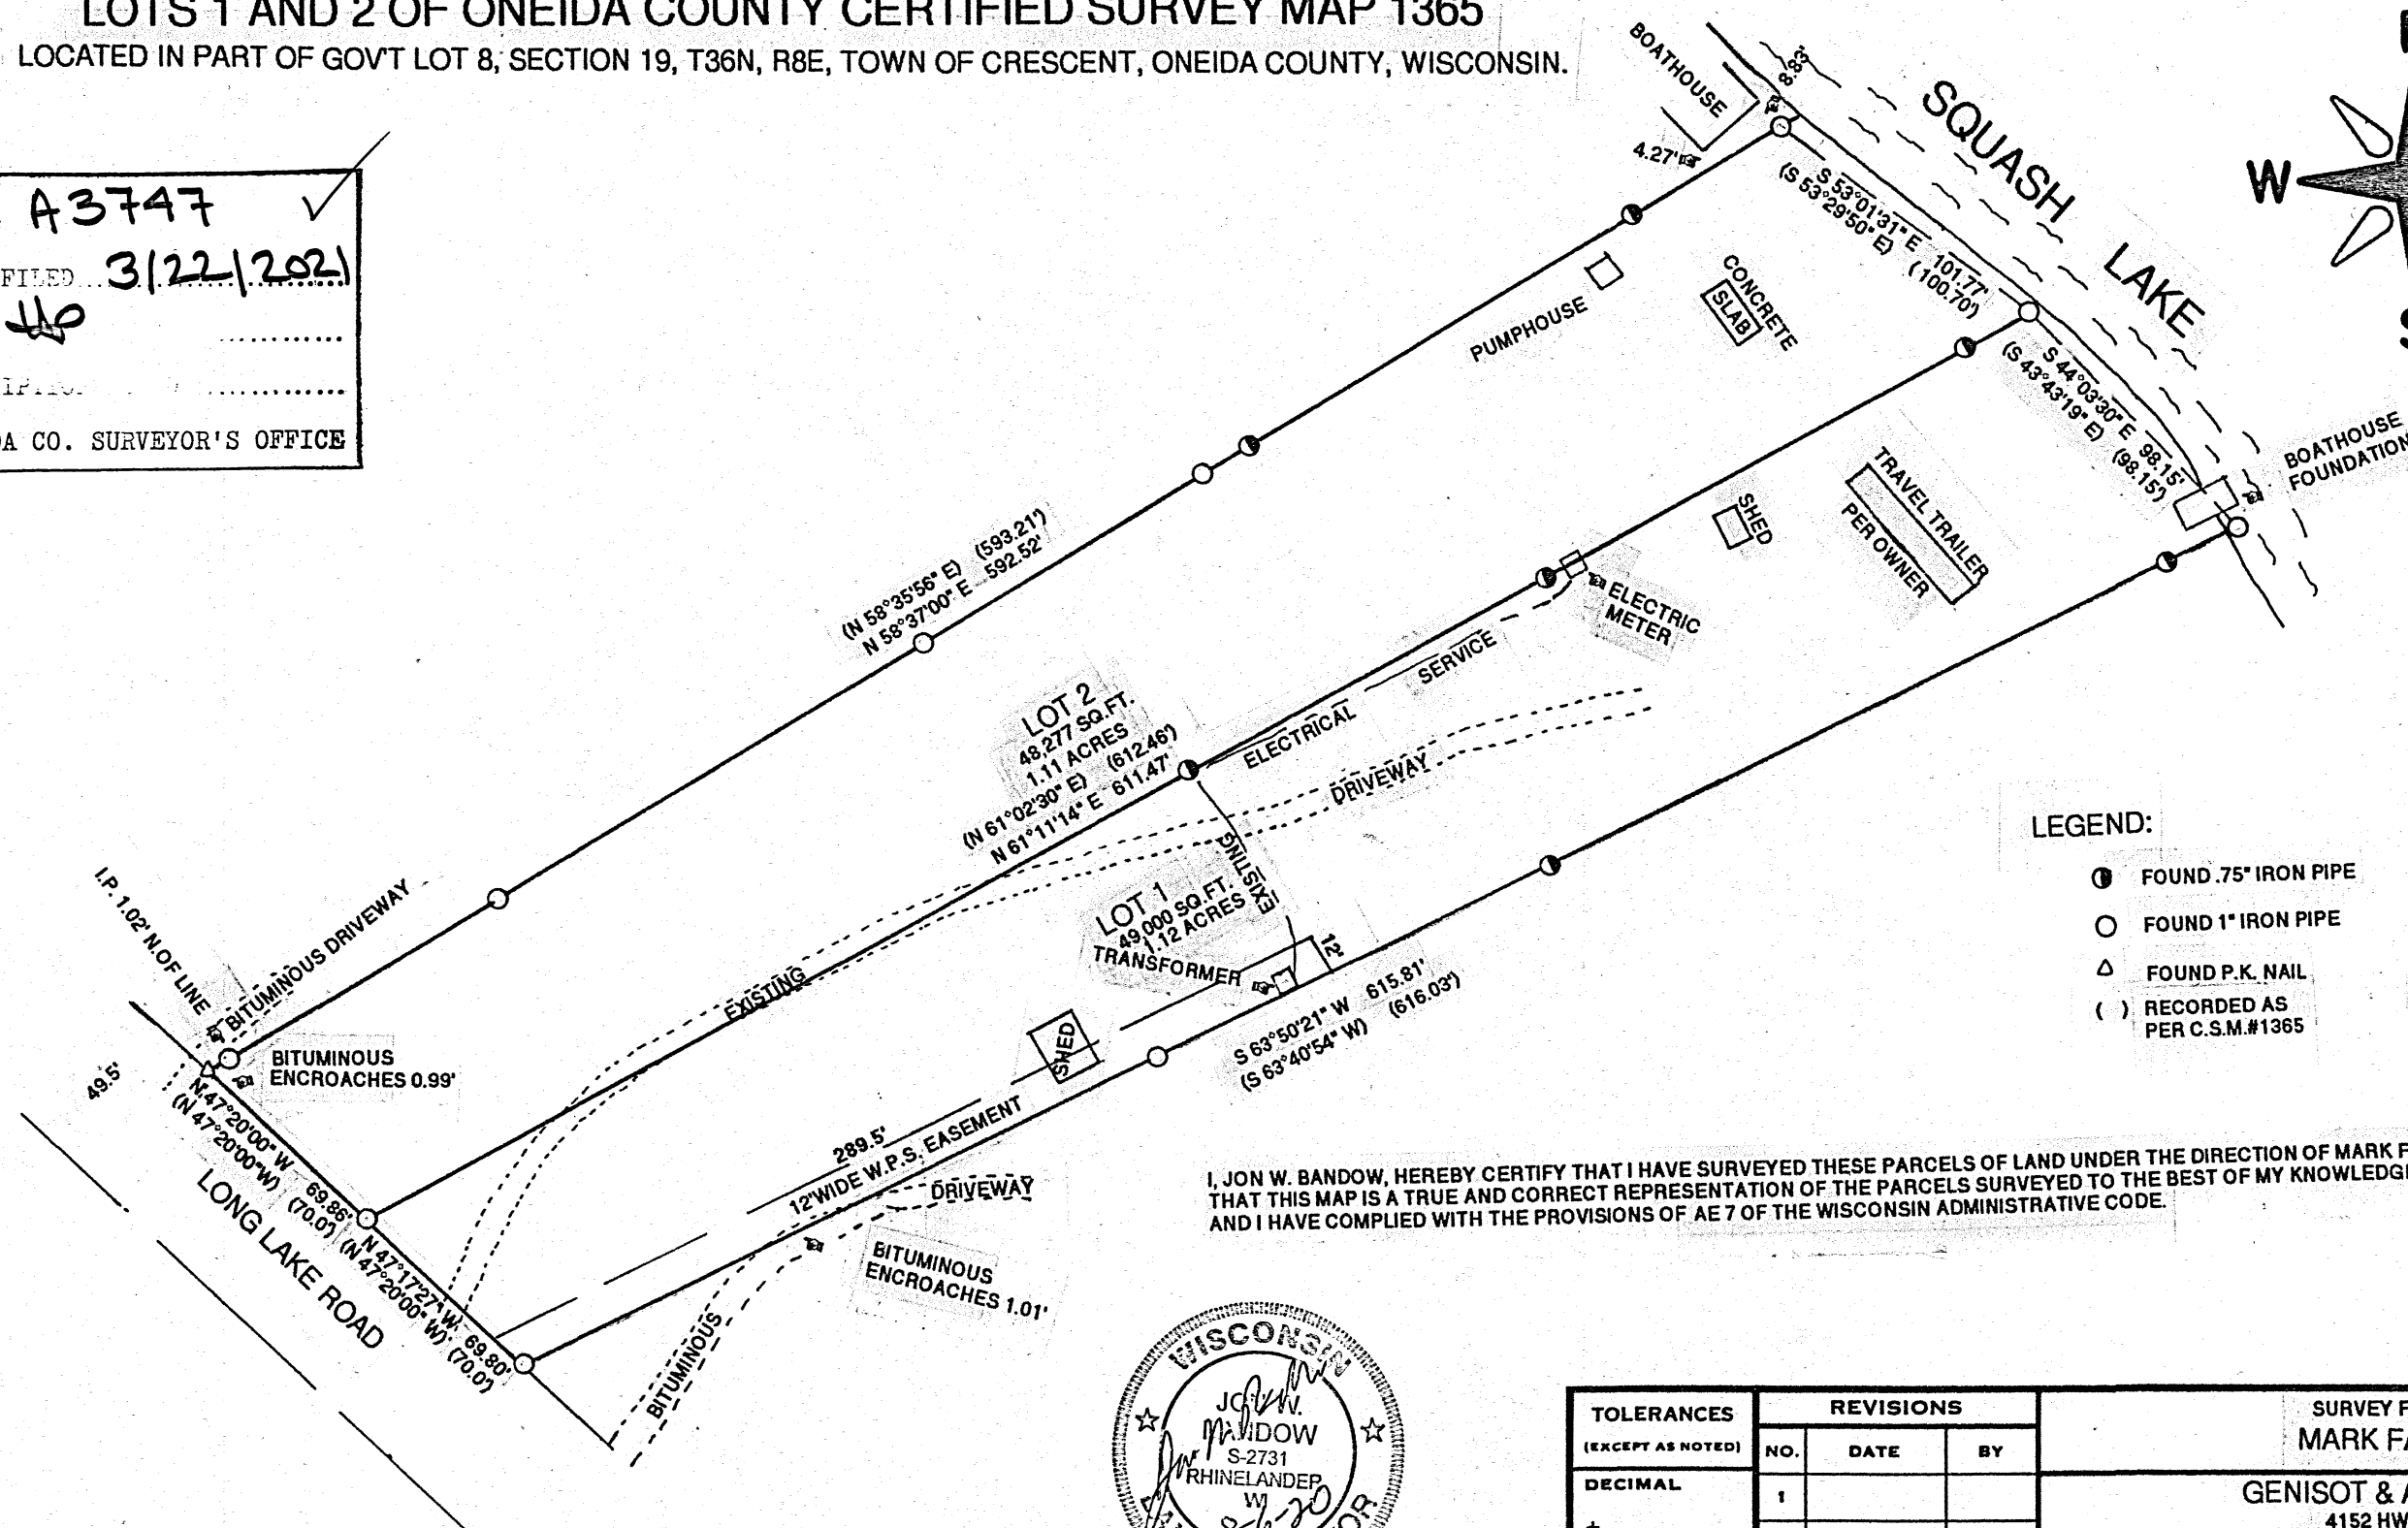 LOTS 1 AND 2 OF ONEIDA COUNTY CERTIFIED SURVEY MAP 1365
LOCATED IN PART OF GOV'T LOT 8, SECTION 19, T36N, R8E, TOWN OF CRESCENT, ONEIDA COUNTY, WISCONSIN.
A3747
FILED 3/22/2021
CO. SURVEYOR'S OFFICE
BOATHOUSE
8.83'
4.27'
SQUASH LAKE
W
S 53°01'31" E 101.77'
(S 53°29'50" E) (100.70')
S 44°03'30" E 98.15'
(S 43°43'19" E) (98.15')
BOATHOUSE
FOUNDATION
PUMPHOUSE
CONCRETE
SLAB
SHED
TRAVEL TRAILER
PER OWNER
ELECTRIC
METER
(N 58°35'56" E) (593.21')
N 58°37'00" E 592.52'
LOT 2
48,277 SQ.FT.
1.11 ACRES
(N 61°02'30" E) (612.46')
N 61°11'14" E 611.47'
ELECTRICAL SERVICE
DRIVEWAY
EXISTING
LOT 1
49,000 SQ.FT.
1.12 ACRES
TRANSFORMER
12'
EXISTING
SHED
S 63°50'21" W 615.81'
(S 63°40'54" W) (616.03')
I.P. 1.02' N.OF LINE
BITUMINOUS DRIVEWAY
BITUMINOUS
ENCROACHES 0.99'
49.5'
N 47°20'00" W 69.86'
(N 47°20'00"W) (70.0')
LONG LAKE ROAD
N 47°17'27" W 69.80'
(N 47°20'00" W) (70.0')
289.5'
12'WIDE W.P.S. EASEMENT
DRIVEWAY
BITUMINOUS
ENCROACHES 1.01'
BITUMINOUS
LEGEND:
FOUND .75" IRON PIPE
FOUND 1" IRON PIPE
FOUND P.K. NAIL
( ) RECORDED AS
PER C.S.M.#1365
I, JON W. BANDOW, HEREBY CERTIFY THAT I HAVE SURVEYED THESE PARCELS OF LAND UNDER THE DIRECTION OF MARK
THAT THIS MAP IS A TRUE AND CORRECT REPRESENTATION OF THE PARCELS SURVEYED TO THE BEST OF MY KNOWLEDG
AND I HAVE COMPLIED WITH THE PROVISIONS OF AE 7 OF THE WISCONSIN ADMINISTRATIVE CODE.
WISCONSIN
S-2731
RHINELANDER
TOLERANCES
(EXCEPT AS NOTED)
DECIMAL
REVISIONS
NO. DATE BY
1
SURVEY
MARK
GENISOT &
4152 HW